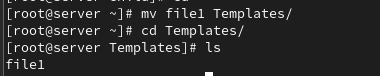 [root@server ~]# mv file1 Templates/
[root@server ~]# cd Templates/
[root@server Templates]# ls
file1